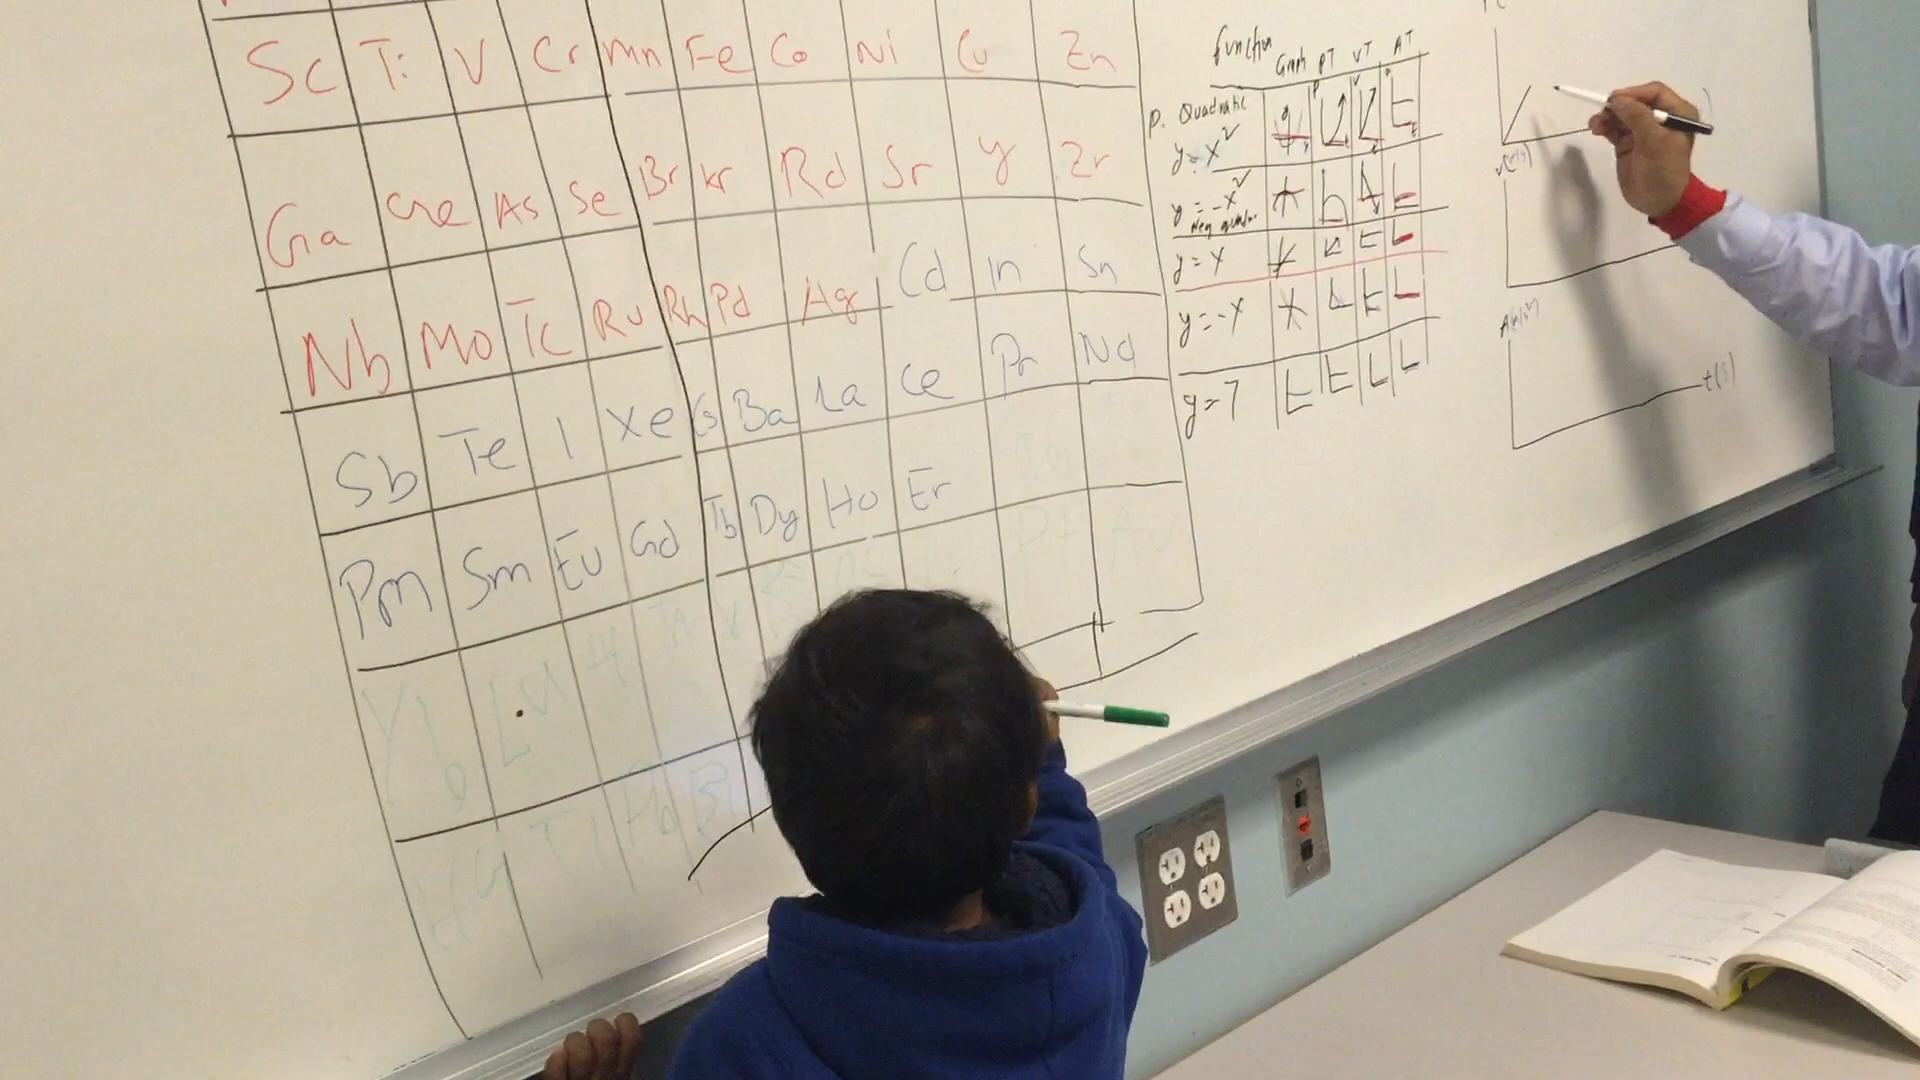 Sc Ti V Cr Mn Fe Co Ni Cu Zn
Ga Ge As Se Br Kr Rd Sr Y Zr
Nb Mo Tc Ru Rh Pd Ag Cd In Sn
Sb Te I Xe Cs Ba La Ce Pr Nd
Pm Sm Eu Gd Tb Dy Ho Er
Yb Lu Hf Ta Pt Au
Hg Tl Pb Bi
function
Graph PT VT AT
P. Quadratic
y = x²
y = -x²
Neg quadr.
y = x
y = -x
y = 7
t(s)